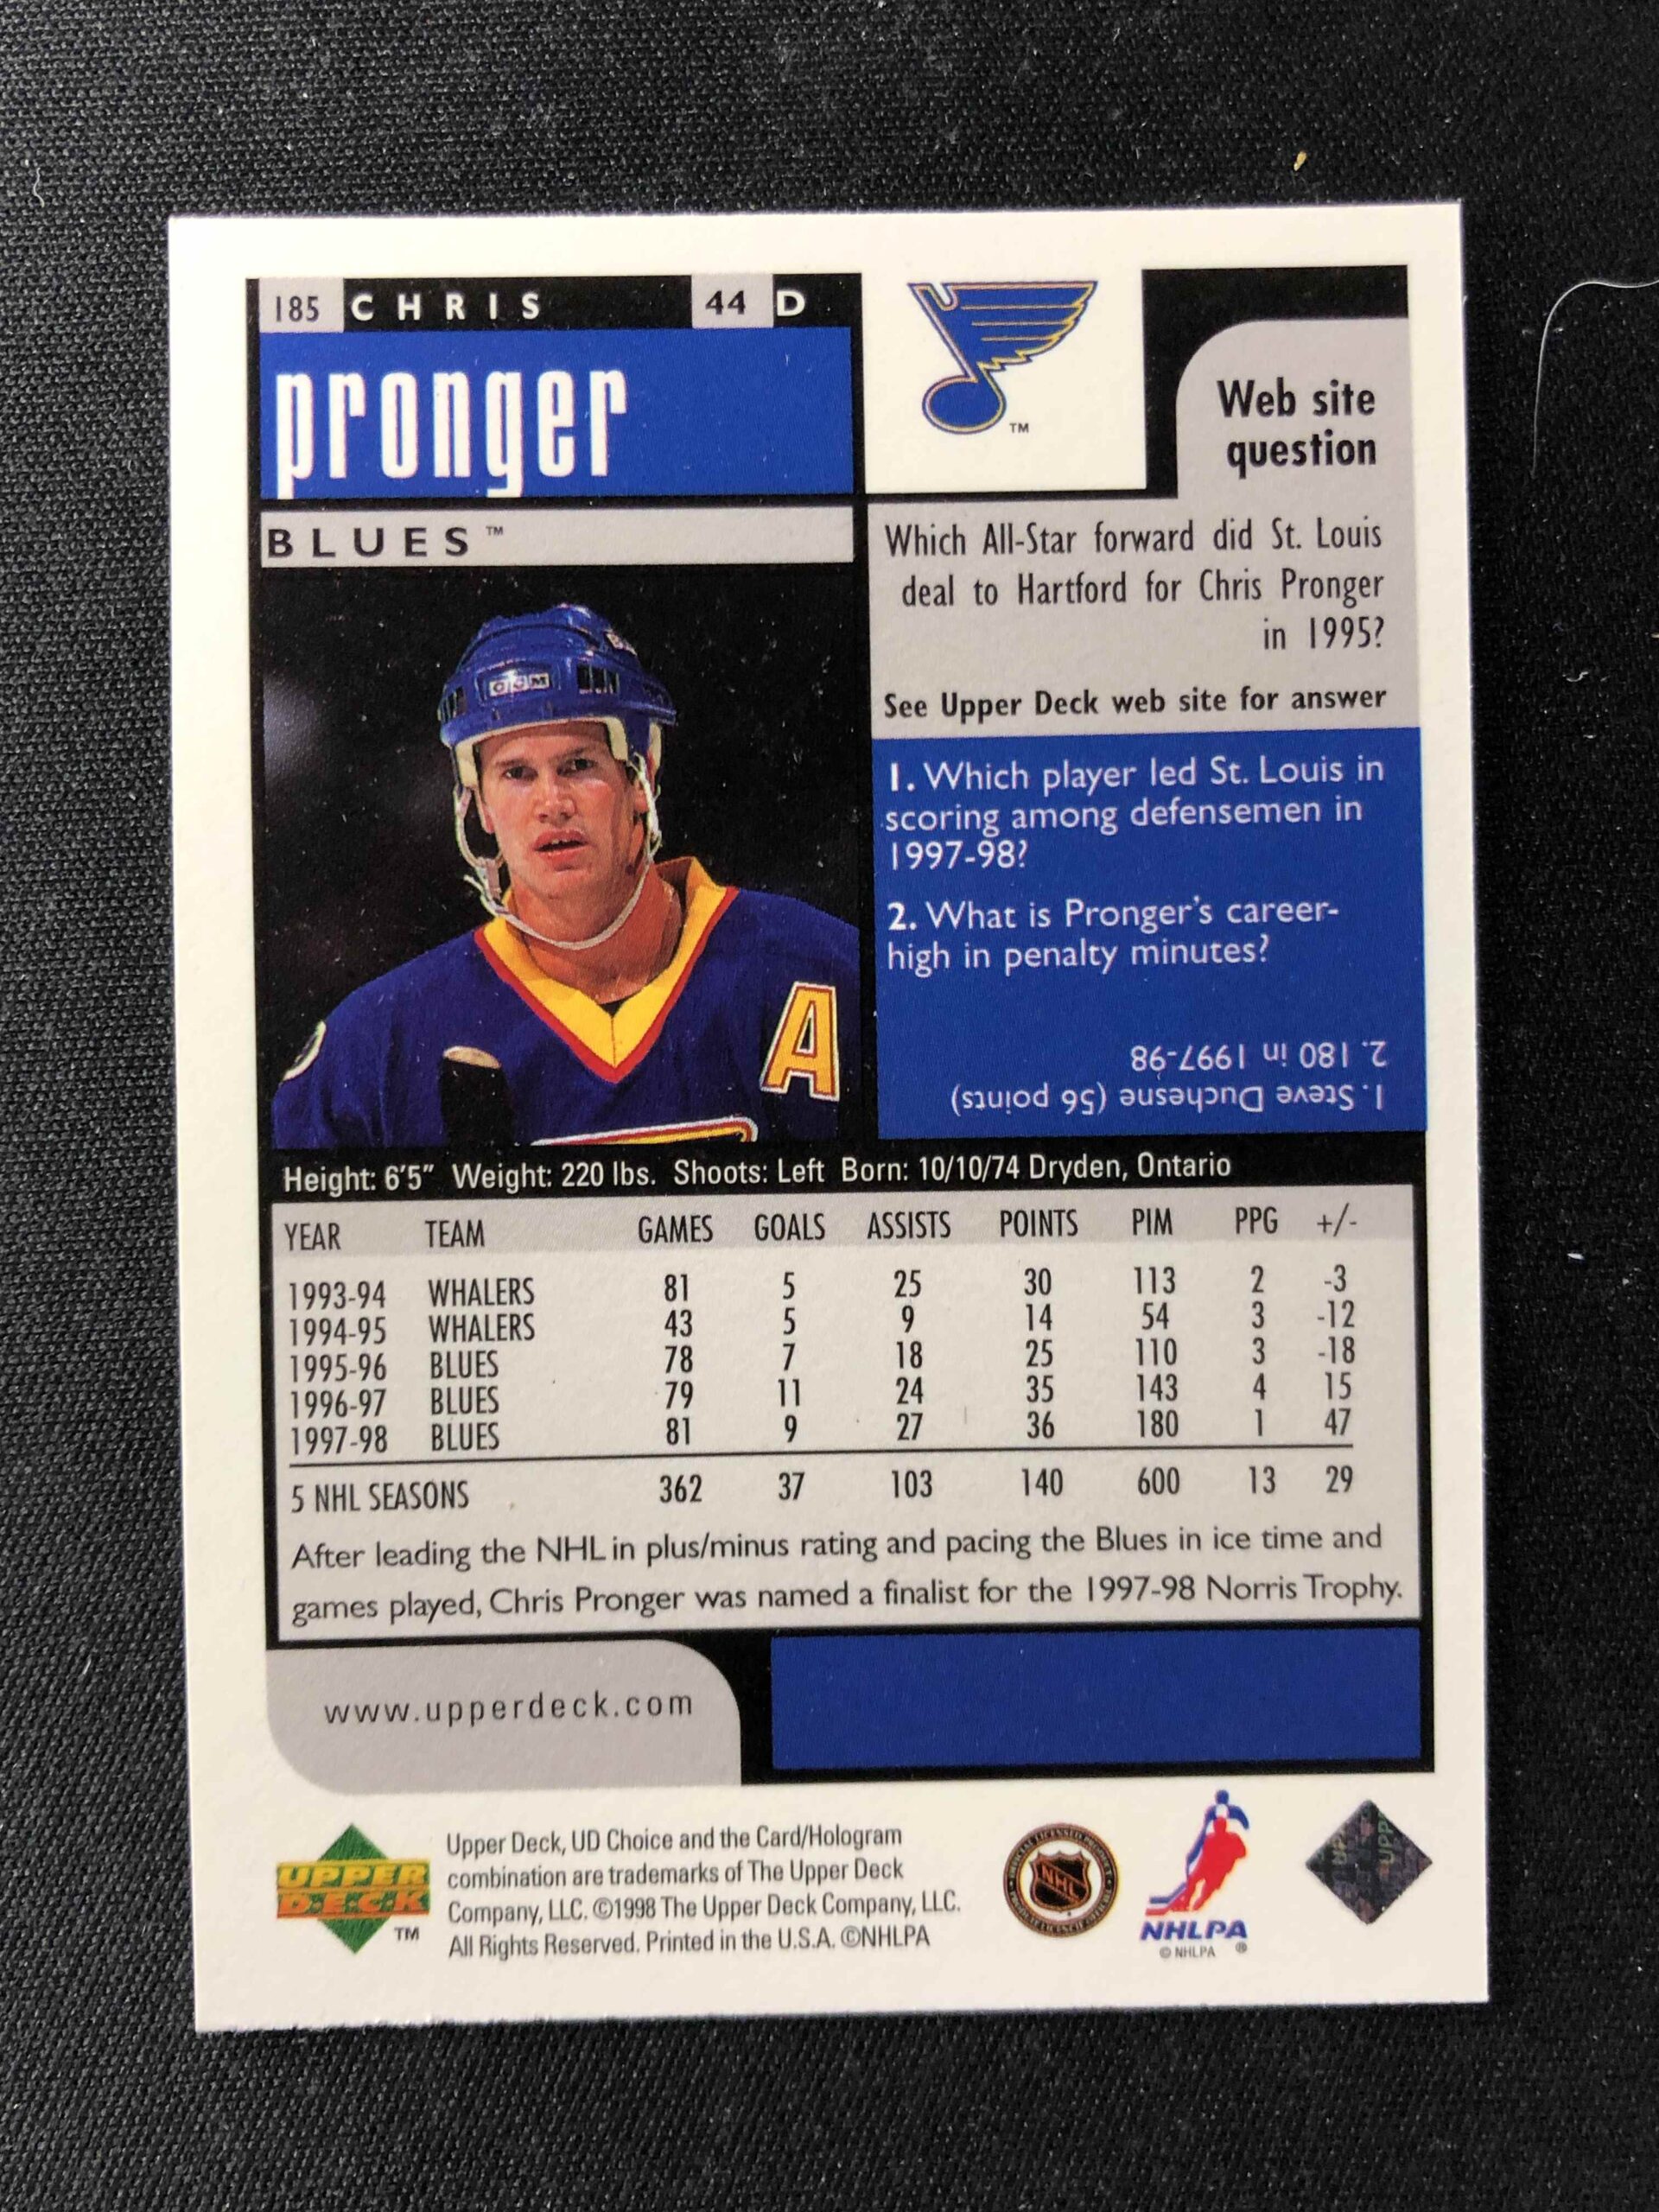 185 CHRIS 44 D
pronger
BLUES™
CCM
A
TM
Web site
question
Which All-Star forward did St. Louis
deal to Hartford for Chris Pronger
in 1995?
See Upper Deck web site for answer
1. Which player led St. Louis in
scoring among defensemen in
1997-98?
2. What is Pronger's career-
high in penalty minutes?
1. Steve Duchesne (56 points)
2. 180 in 1997-98
Height: 6'5" Weight: 220 lbs. Shoots: Left Born: 10/10/74 Dryden, Ontario
YEAR TEAM GAMES GOALS ASSISTS POINTS PIM PPG +/-
1993-94 WHALERS 81 5 25 30 113 2 -3
1994-95 WHALERS 43 5 9 14 54 3 -12
1995-96 BLUES 78 7 18 25 110 3 -18
1996-97 BLUES 79 11 24 35 143 4 15
1997-98 BLUES 81 9 27 36 180 1 47
5 NHL SEASONS 362 37 103 140 600 13 29
After leading the NHL in plus/minus rating and pacing the Blues in ice time and
games played, Chris Pronger was named a finalist for the 1997-98 Norris Trophy.
www.upperdeck.com
UPPER
DECK
TM
Upper Deck, UD Choice and the Card/Hologram
combination are trademarks of The Upper Deck
Company, LLC. ©1998 The Upper Deck Company, LLC.
All Rights Reserved. Printed in the U.S.A. ©NHLPA
NHL
NHLPA
© NHLPA ®